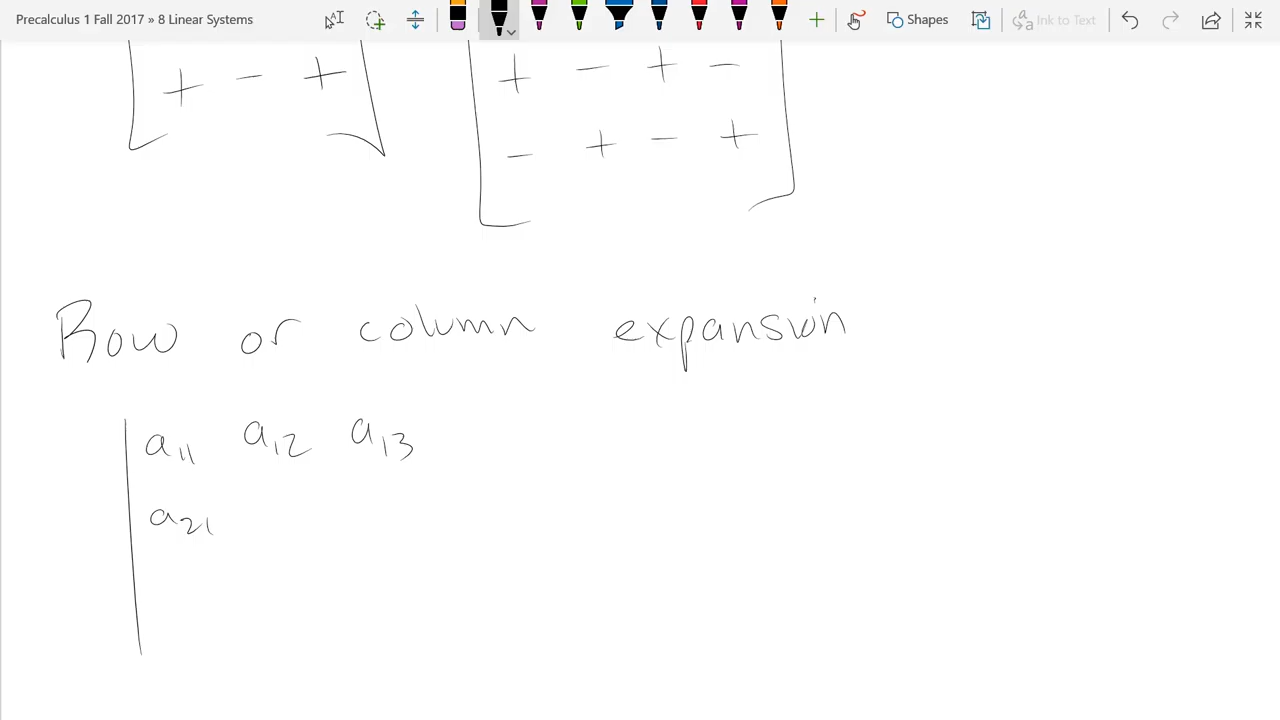 Precalculus 1 Fall 2017 » 8 Linear Systems
Shapes
Ink to Text
+ - +
+ - + -
- + - +
Row or column expansion
a11 a12 a13
a21